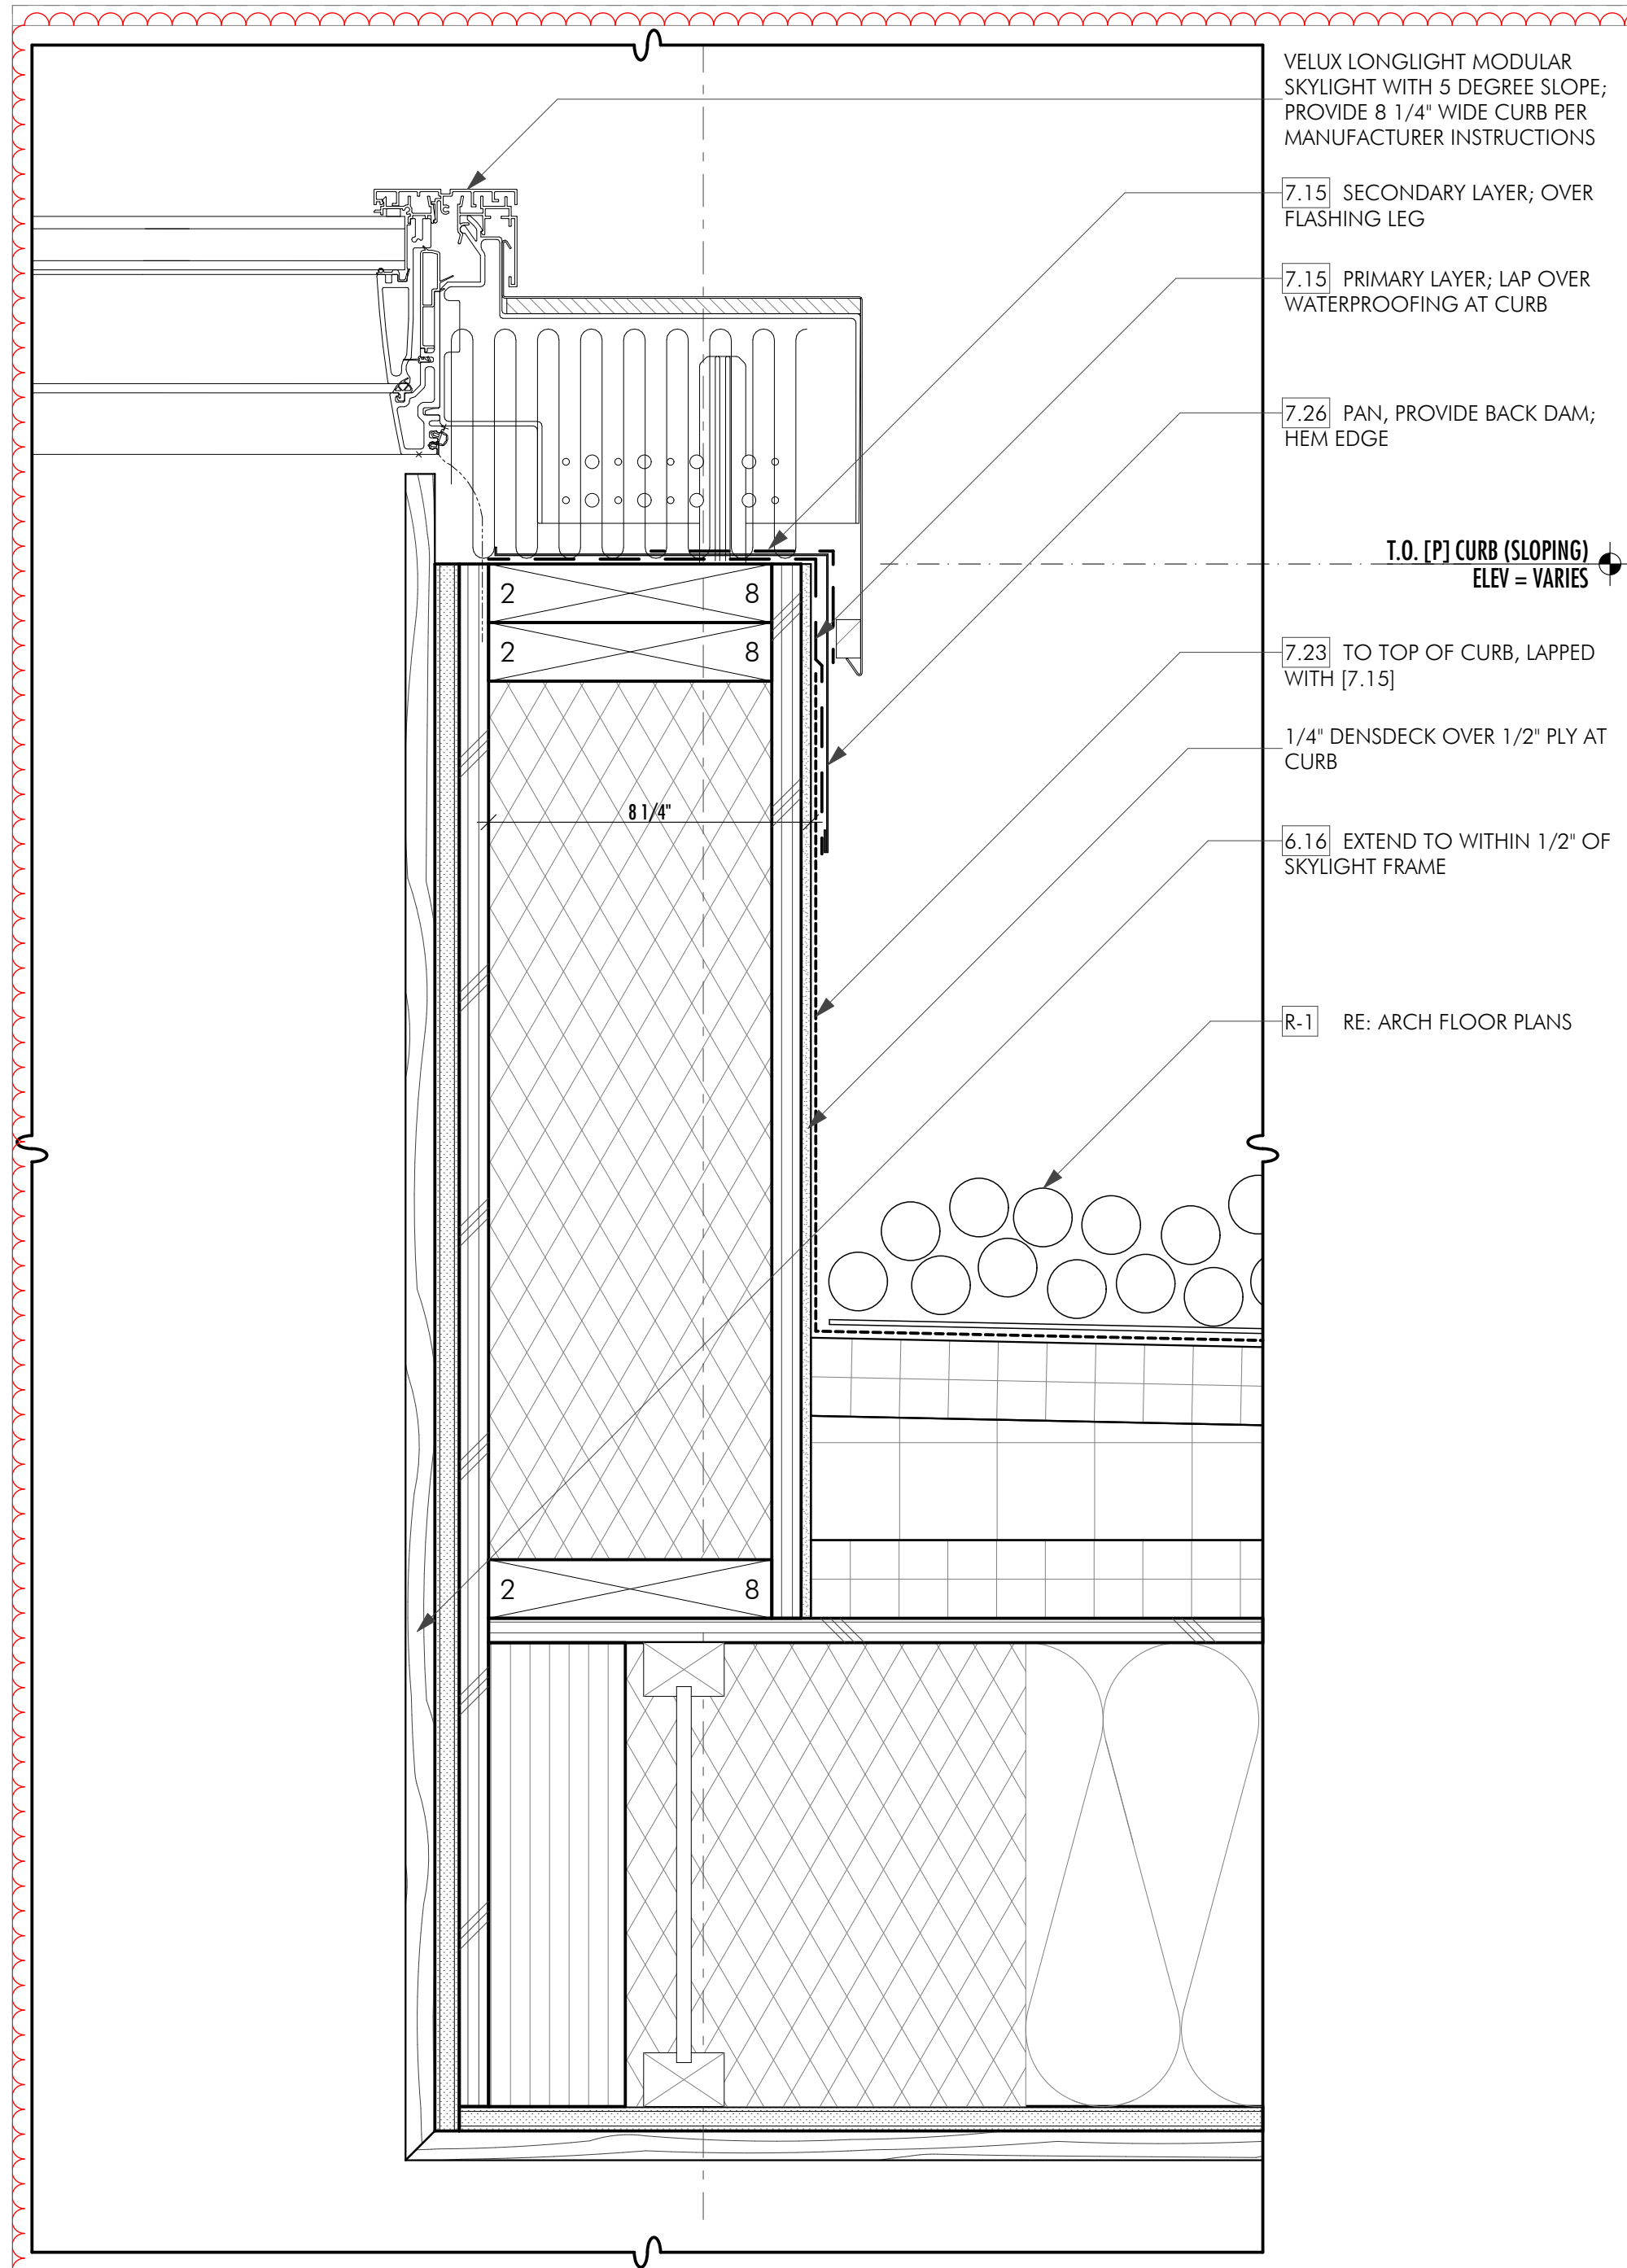 VELUX LONGLIGHT MODULAR
SKYLIGHT WITH 5 DEGREE SLOPE;
PROVIDE 8 1/4" WIDE CURB PER
MANUFACTURER INSTRUCTIONS
7.15 SECONDARY LAYER; OVER
FLASHING LEG
7.15 PRIMARY LAYER; LAP OVER
WATERPROOFING AT CURB
7.26 PAN, PROVIDE BACK DAM;
HEM EDGE
T.O. [P] CURB (SLOPING)
ELEV = VARIES
2 8
2 8
7.23 TO TOP OF CURB, LAPPED
WITH [7.15]
1/4" DENSDECK OVER 1/2" PLY AT
CURB
8 1/4"
6.16 EXTEND TO WITHIN 1/2" OF
SKYLIGHT FRAME
R-1 RE: ARCH FLOOR PLANS
2 8